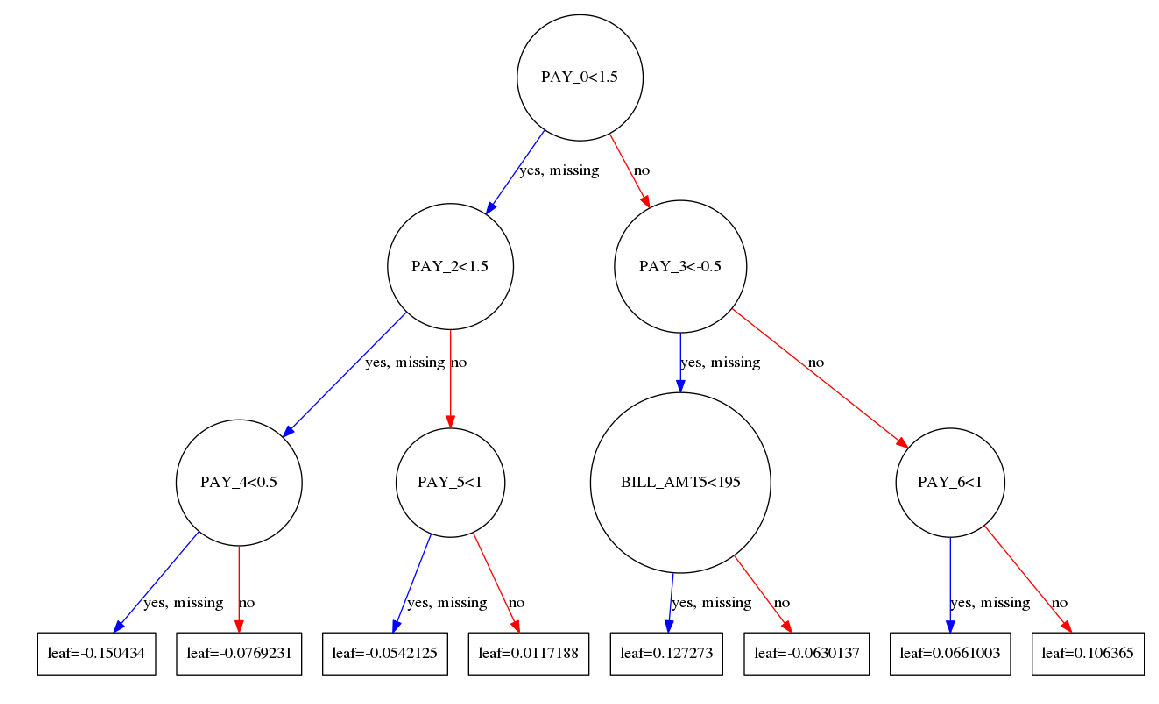 PAY_0<1.5
yes, missing
no
PAY_2<1.5
PAY_3<-0.5
yes, missing
no
yes, missing
no
PAY_4<0.5
PAY_5<1
BILL_AMT5<195
PAY_6<1
yes, missing
no
yes, missing
no
yes, missing
no
yes, missing
no
leaf=-0.150434
leaf=-0.0769231
leaf=-0.0542125
leaf=0.0117188
leaf=0.127273
leaf=-0.0630137
leaf=0.0661003
leaf=0.106365